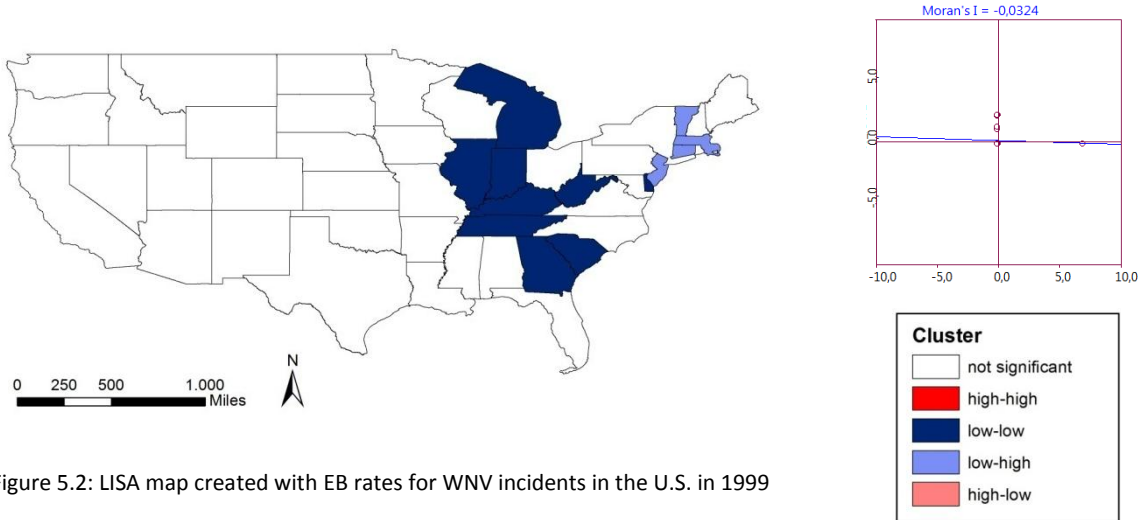 Moran's I = -0,0324
5,0
0,0
-5,0
-10,0 -5,0 0,0 5,0 10,0
N
0 250 500 1.000
Miles
Cluster
not significant
high-high
low-low
low-high
high-low
igure 5.2: LISA map created with EB rates for WNV incidents in the U.S. in 1999